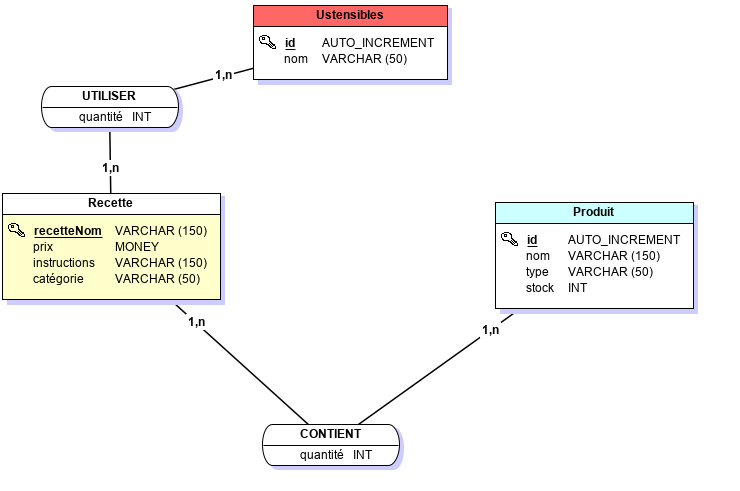 Ustensibles
id AUTO_INCREMENT
nom VARCHAR (50)
1,n
UTILISER
quantité INT
1,n
Recette
recetteNom VARCHAR (150)
prix MONEY
instructions VARCHAR (150)
catégorie VARCHAR (50)
Produit
id AUTO_INCREMENT
nom VARCHAR (150)
type VARCHAR (50)
stock INT
1,n
1,n
CONTIENT
quantité INT